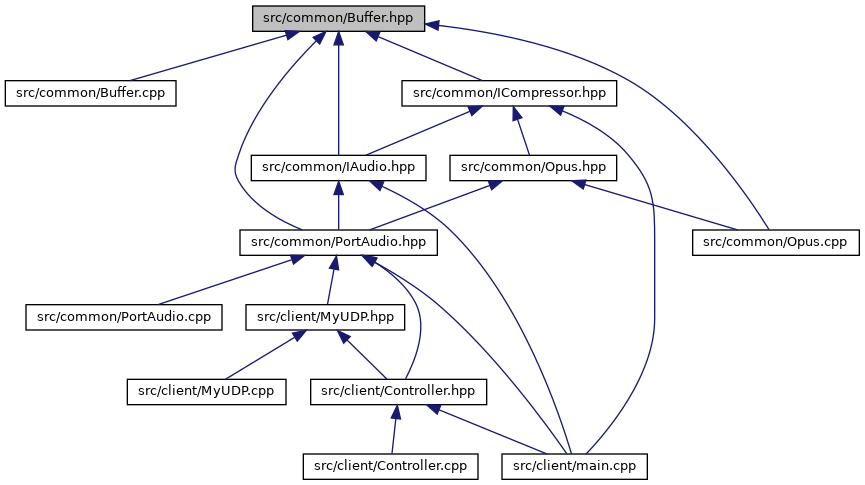 src/common/Buffer.hpp
src/common/Buffer.cpp
src/common/ICompressor.hpp
src/common/IAudio.hpp
src/common/Opus.hpp
src/common/PortAudio.hpp
src/common/Opus.cpp
src/common/PortAudio.cpp
src/client/MyUDP.hpp
src/client/MyUDP.cpp
src/client/Controller.hpp
src/client/Controller.cpp
src/client/main.cpp